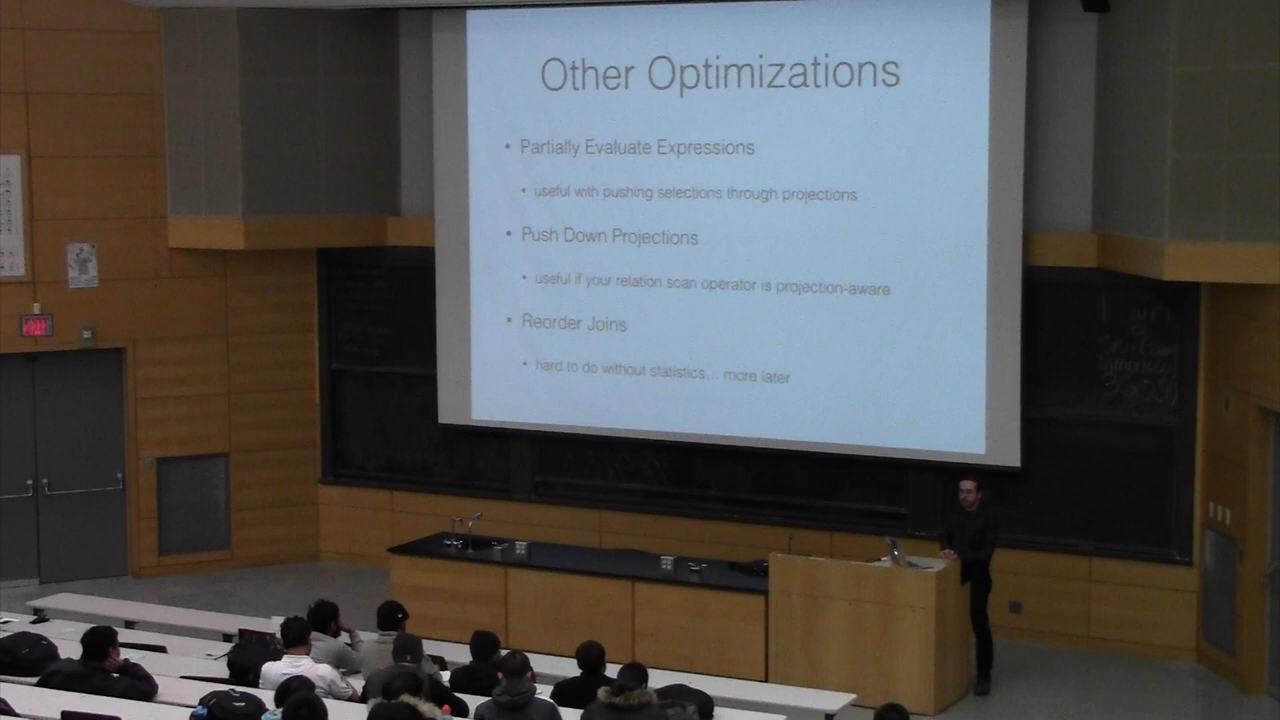 Other Optimizations
• Partially Evaluate Expressions
• useful with pushing selections through projections
• Push Down Projections
• useful if your relation scan operator is projection-aware
• Reorder Joins
• hard to do without statistics... more later
I am